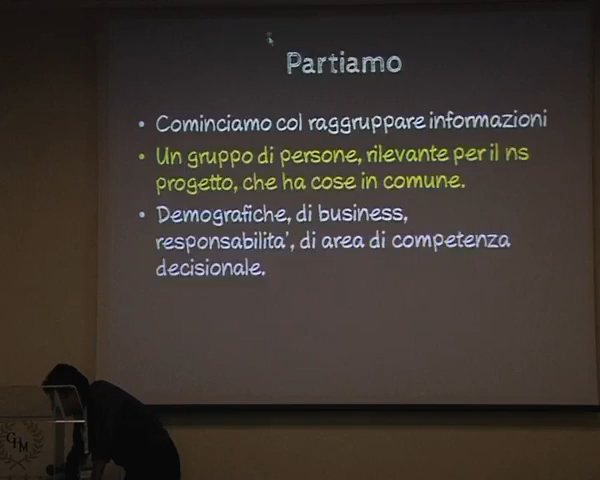 Partiamo
• Cominciamo col raggruppare informazioni
• Un gruppo di persone, rilevante per il ns
progetto, che ha cose in comune.
• Demografiche, di business,
responsabilita', di area di competenza
decisionale.
GHM